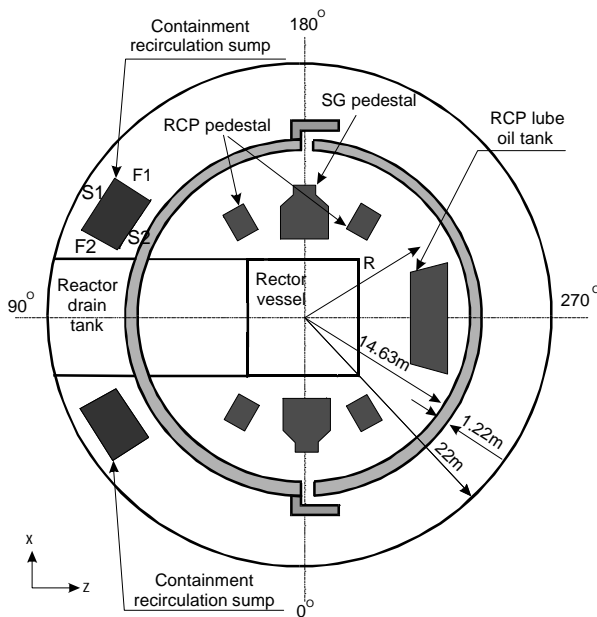 Containment
recirculation sump
180°
SG pedestal
RCP pedestal
RCP lube
oil tank
S1
F1
F2
S2
R
Reactor
drain
tank
Rector
vessel
90°
270°
14.63m
1.22m
22m
X
Z
Containment
recirculation sump
0°